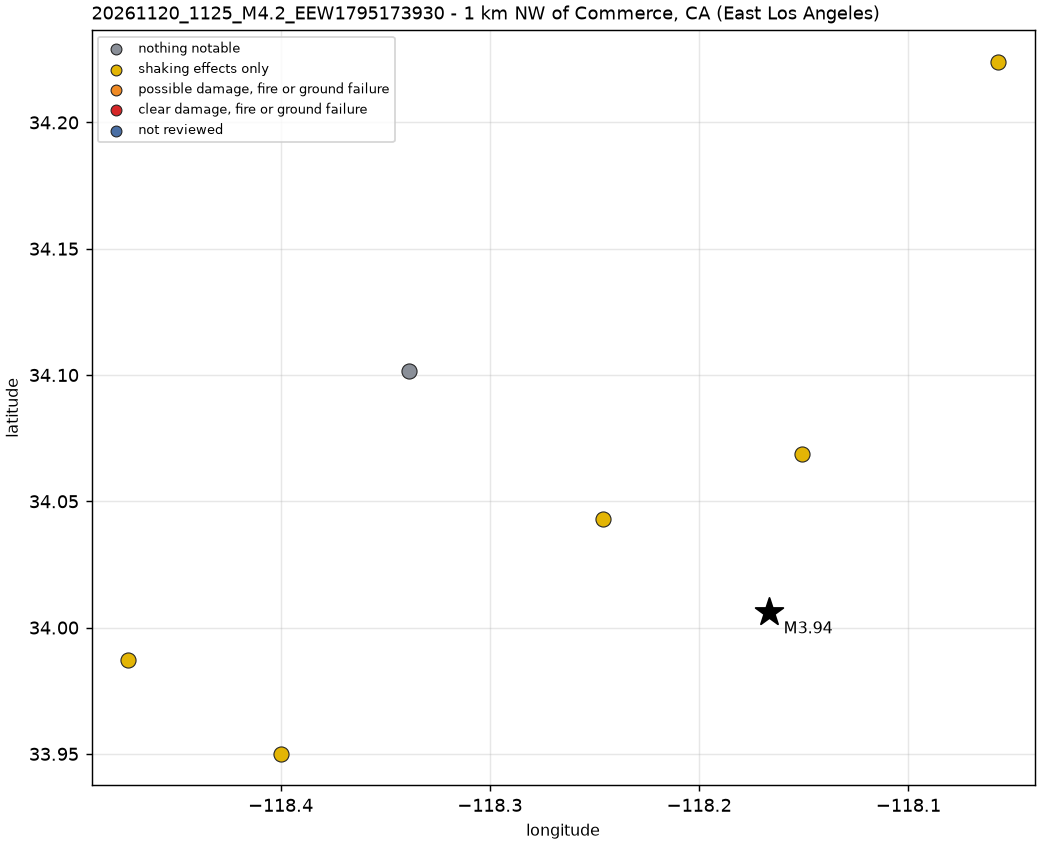 20261120_1125_M4.2_EEW1795173930 - 1 km NW of Commerce, CA (East Los Angeles)
nothing notable
shaking effects only
possible damage, fire or ground failure
clear damage, fire or ground failure
not reviewed
34.20
34.15
34.10
34.05
34.00
33.95
latitude
M3.94
−118.4
−118.3
−118.2
−118.1
longitude